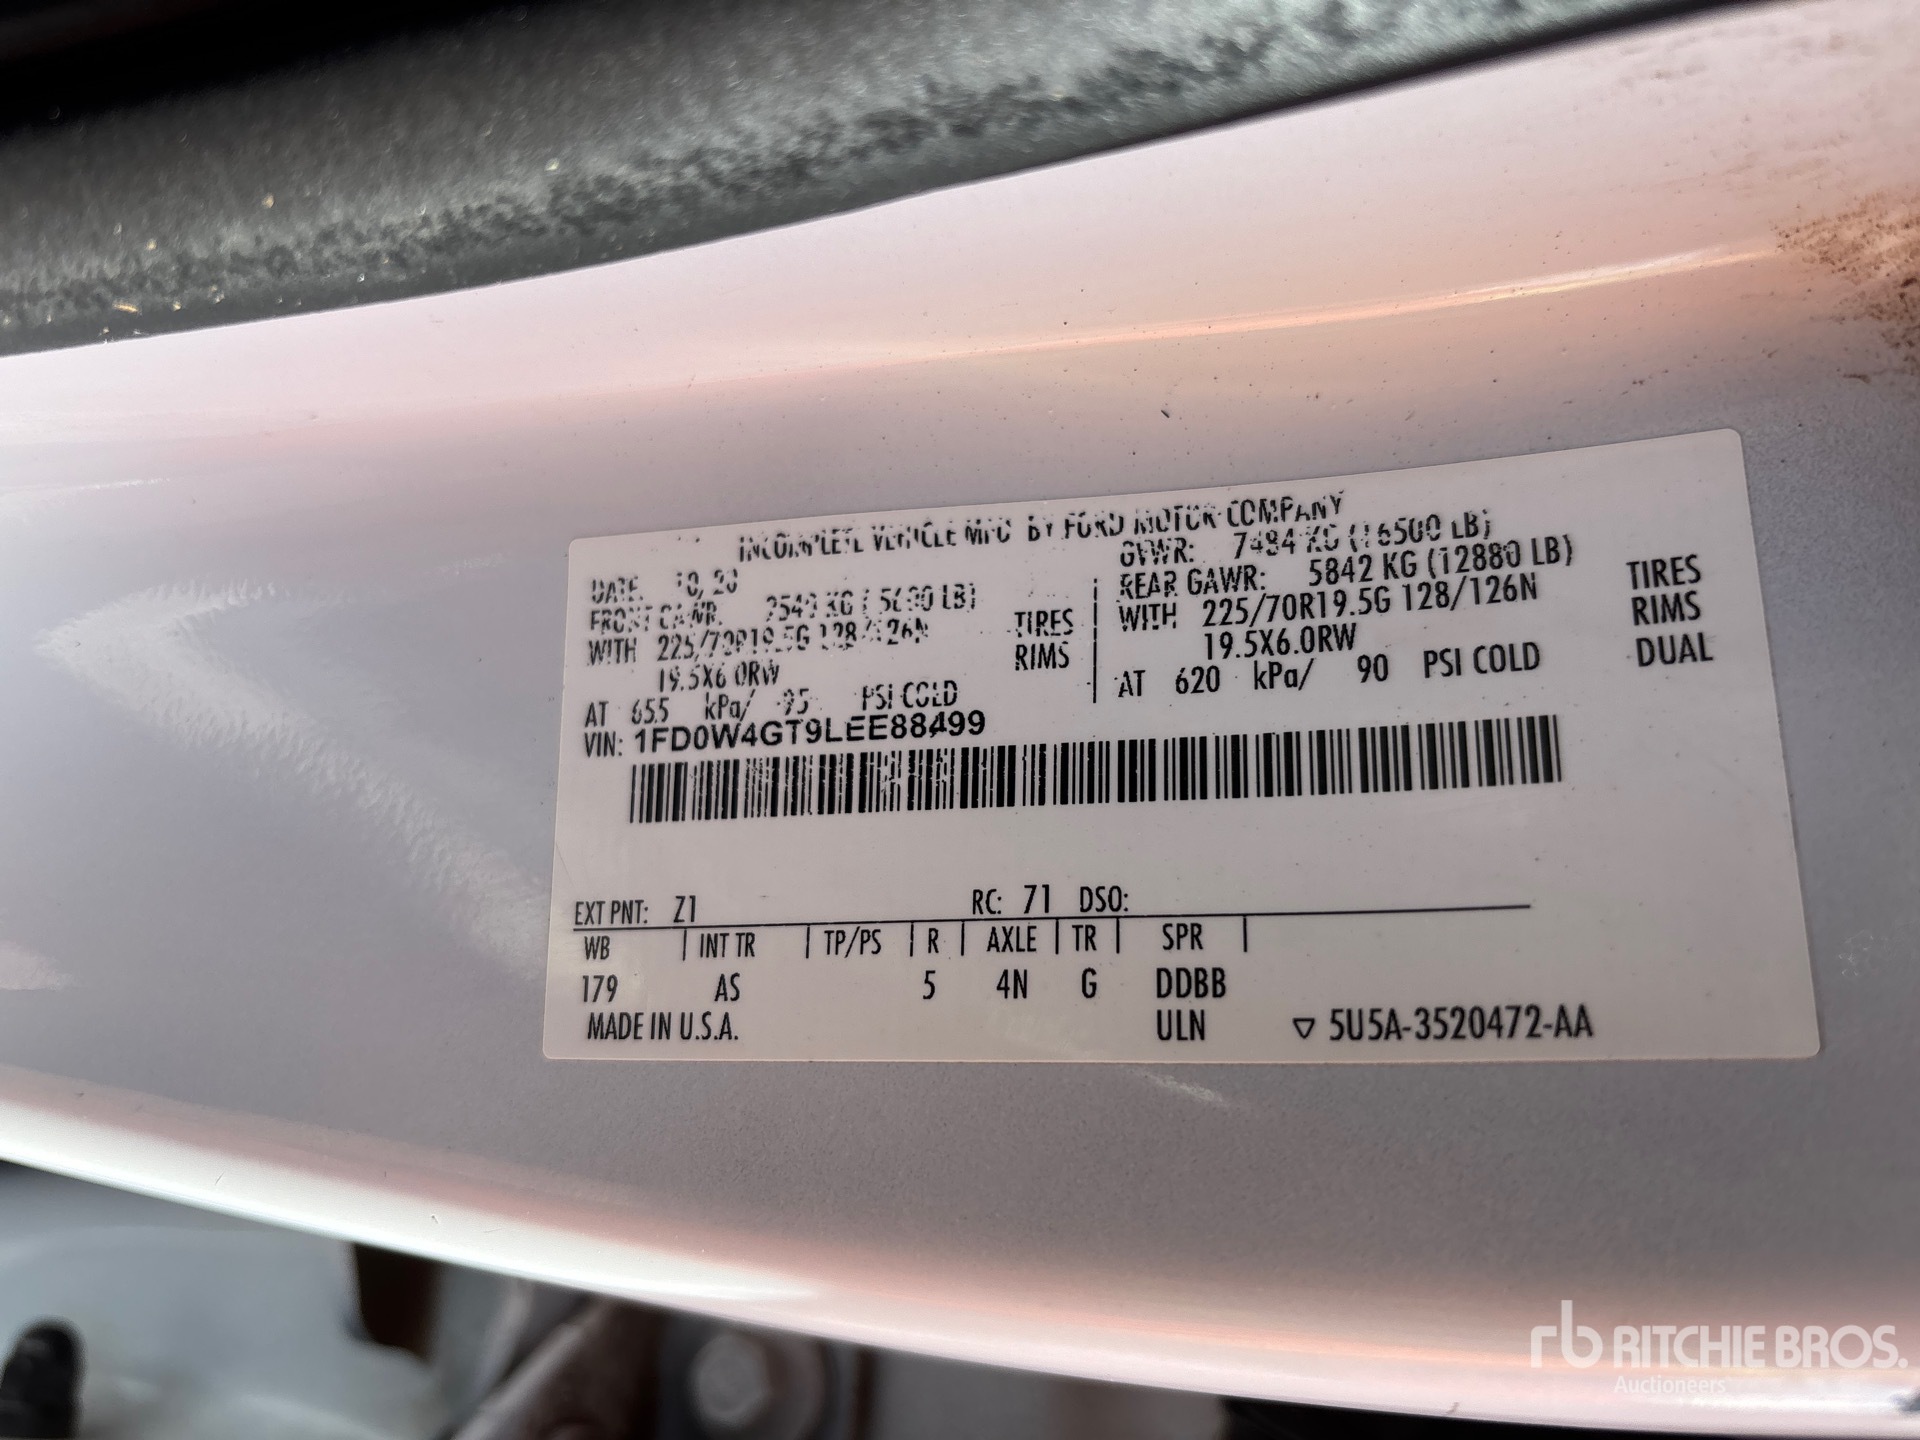 INCOMPLETE VEHICLE MFD BY FORD MOTOR COMPANY
DATE: 10/20 GVWR: 7484 KG (16500 LB)
FRONT GAWR: 2540 KG (5600 LB) REAR GAWR: 5842 KG (12880 LB)
WITH 225/70R19.5G 128/126N TIRES WITH 225/70R19.5G 128/126N TIRES
19.5X6.0RW RIMS 19.5X6.0RW RIMS
AT 655 kPa/ 95 PSI COLD AT 620 kPa/ 90 PSI COLD DUAL
VIN: 1FD0W4GT9LEE88499
EXT PNT: Z1 RC: 71 DSO:
WB INT TR TP/PS R AXLE TR SPR
179 AS 5 4N G DDBB
MADE IN U.S.A. ULN ▽ 5U5A-3520472-AA
rb RITCHIE BROS.
Auctioneers